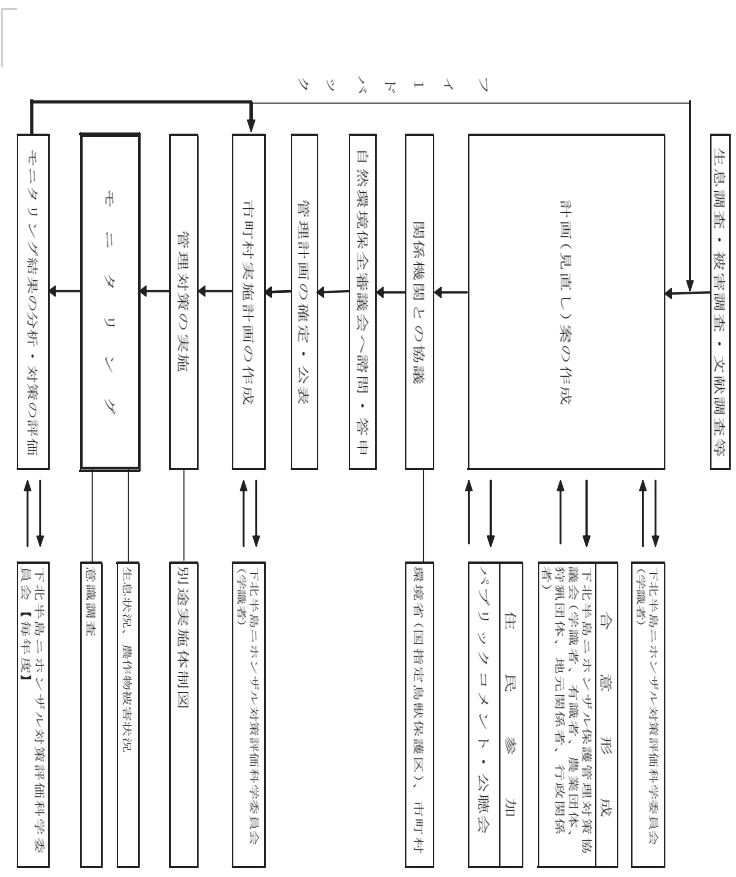 フィードバック
生息調査・被害調査・文献調査等
計画(見直し)案の作成
関係機関との協議
自然環境保全審議会へ諮問・答申
管理計画の確定・公表
市町村実施計画の作成
管理対策の実施
モニタリング
モニタリング結果の分析・対策の評価
下北半島ニホンザル対策評価科学委員会
(学識者)
合意形成
下北半島ニホンザル保護管理対策協
議会(学識者、有識者、農業団体、
狩猟団体、地元関係者、行政関係
者)
住民参加
パブリックコメント・公聴会
環境省(国指定鳥獣保護区)、市町村
下北半島ニホンザル対策評価科学委員会
(学識者)
別途実施体制図
生息状況、農作物被害状況
意識調査
下北半島ニホンザル対策評価科学委
員会【毎年度】